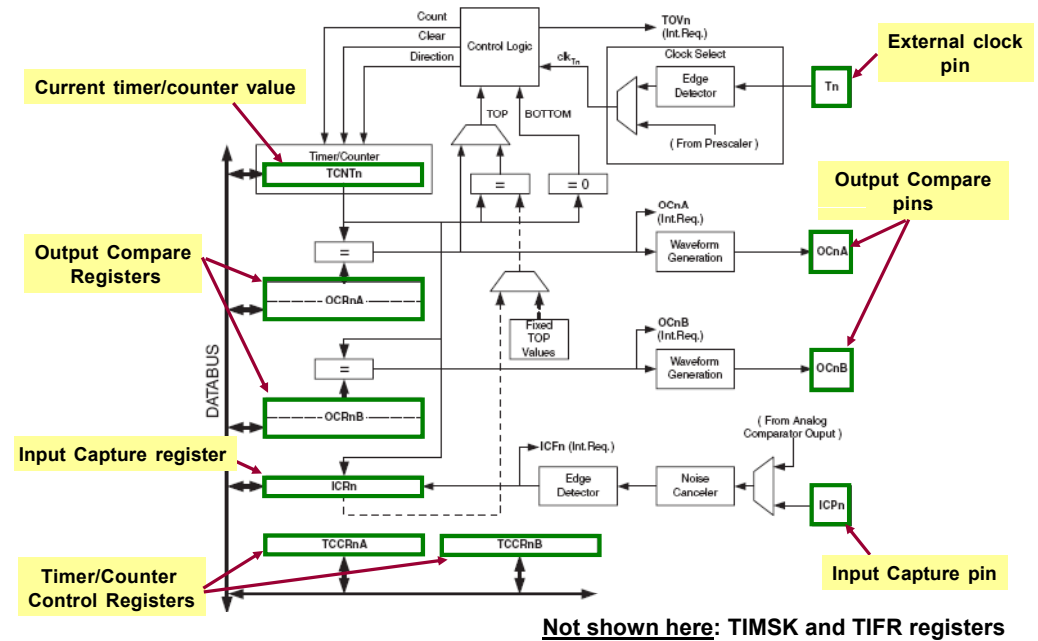 Count
Clear
Direction
Control Logic
TOVn
(Int.Req.)
clkTn
Clock Select
Edge
Detector
Tn
( From Prescaler )
External clock
pin
Current timer/counter value
TOP
BOTTOM
Timer/Counter
TCNTn
=
= 0
Output Compare
pins
OCnA
(Int.Req.)
=
Waveform
Generation
OCnA
Output Compare
Registers
OCRnA
Fixed
TOP
Values
OCnB
(Int.Req.)
=
Waveform
Generation
OCnB
DATABUS
OCRnB
( From Analog
Comparator Ouput )
Input Capture register
ICFn (Int.Req.)
ICRn
Edge
Detector
Noise
Canceler
ICPn
TCCRnA
TCCRnB
Timer/Counter
Control Registers
Input Capture pin
Not shown here: TIMSK and TIFR registers